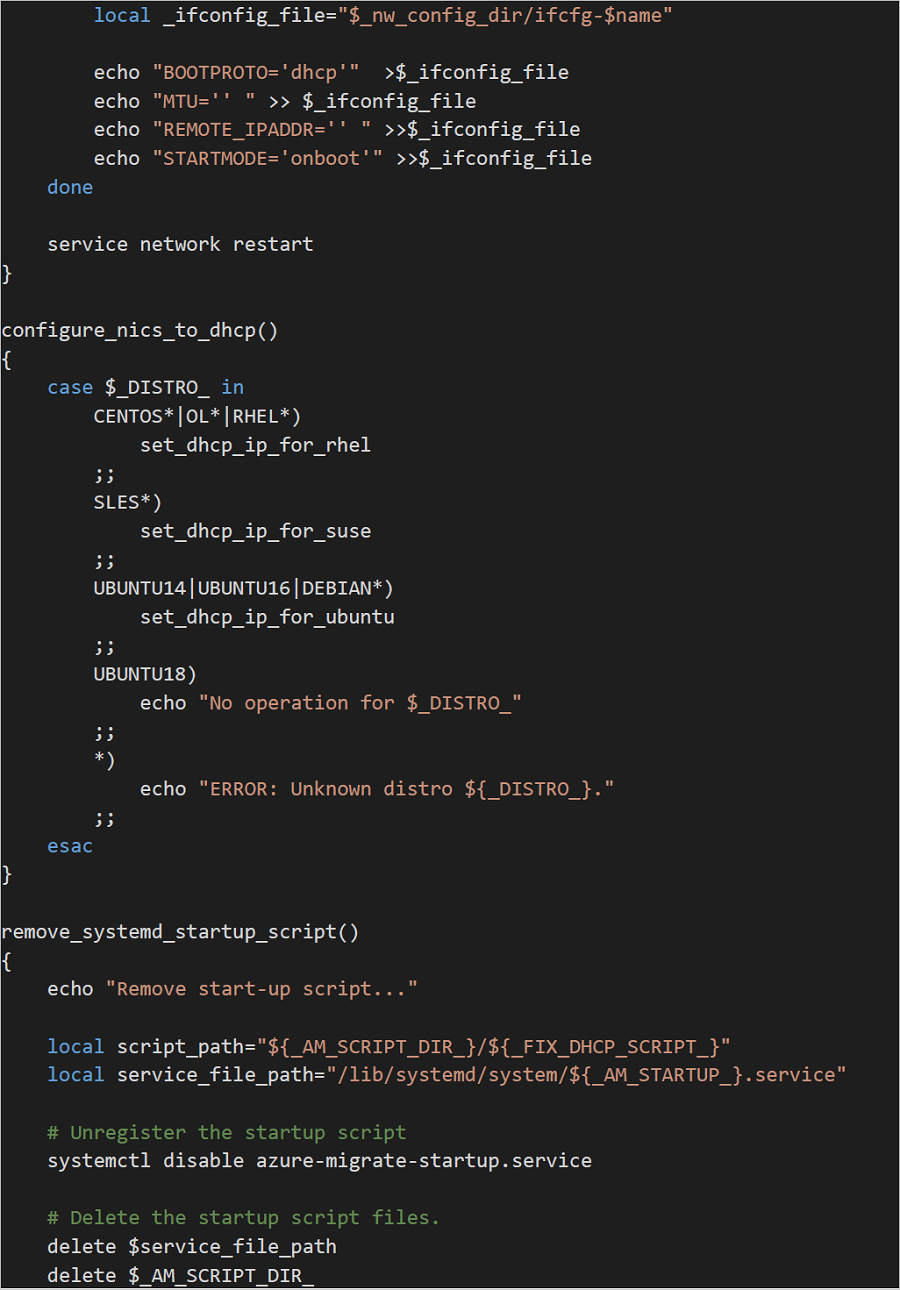 local _ifconfig_file="$_nw_config_dir/ifcfg-$name"

        echo "BOOTPROTO='dhcp'"  >$_ifconfig_file
        echo "MTU='' " >> $_ifconfig_file
        echo "REMOTE_IPADDR='' " >>$_ifconfig_file
        echo "STARTMODE='onboot'" >>$_ifconfig_file
    done

    service network restart
}

configure_nics_to_dhcp()
{
    case $_DISTRO_ in
        CENTOS*|OL*|RHEL*)
            set_dhcp_ip_for_rhel
        ;;
        SLES*)
            set_dhcp_ip_for_suse
        ;;
        UBUNTU14|UBUNTU16|DEBIAN*)
            set_dhcp_ip_for_ubuntu
        ;;
        UBUNTU18)
            echo "No operation for $_DISTRO_"
        ;;
        *)
            echo "ERROR: Unknown distro ${_DISTRO_}."
        ;;
    esac
}

remove_systemd_startup_script()
{
    echo "Remove start-up script..."

    local script_path="${_AM_SCRIPT_DIR_}/${_FIX_DHCP_SCRIPT_}"
    local service_file_path="/lib/systemd/system/${_AM_STARTUP_}.service"

    # Unregister the startup script
    systemctl disable azure-migrate-startup.service

    # Delete the startup script files.
    delete $service_file_path
    delete $_AM_SCRIPT_DIR_